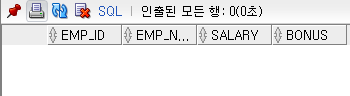 SQL | 인출된 모든 행: 0(0초)
EMP_ID EMP_N... SALARY BONUS